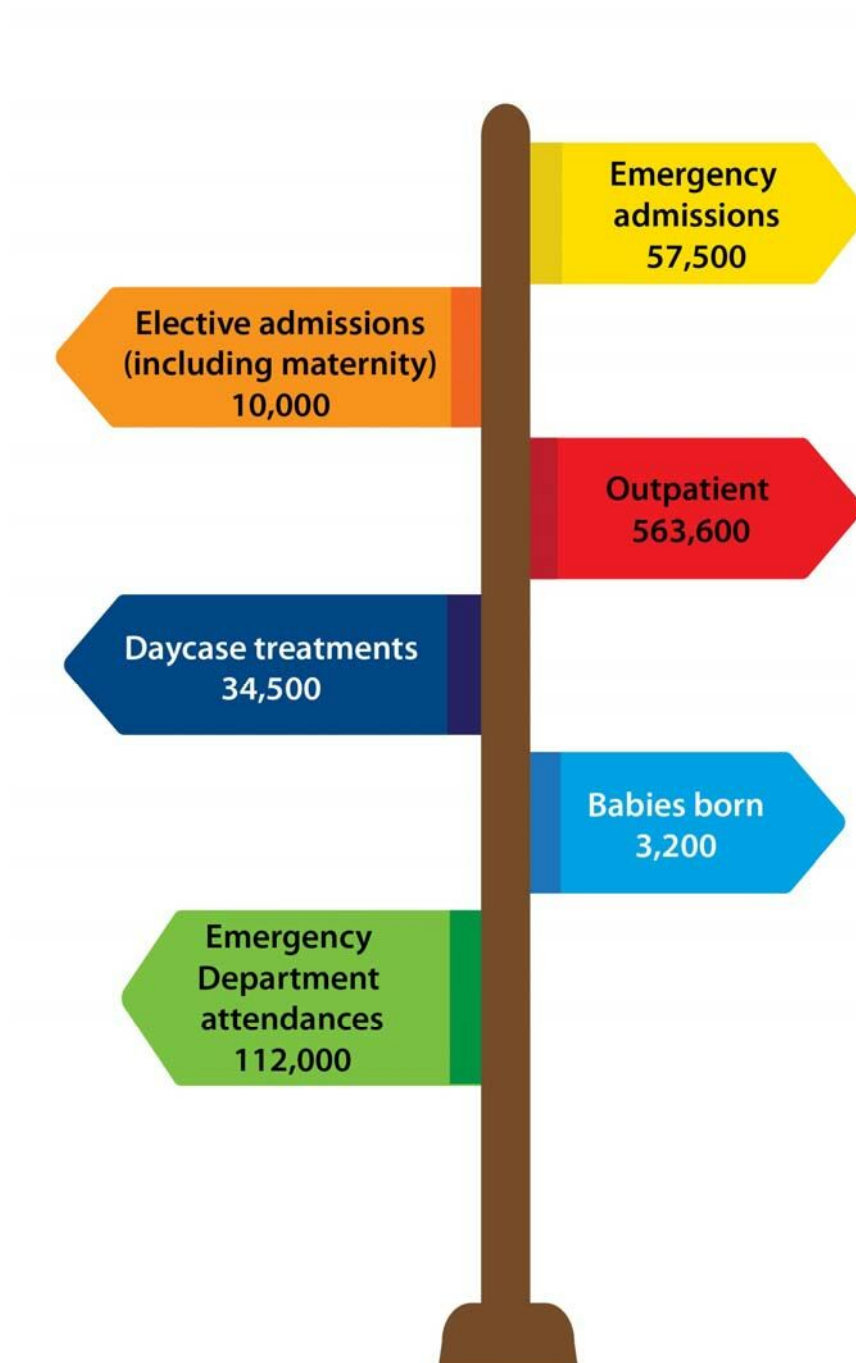 Emergency
admissions
57,500
Elective admissions
(including maternity)
10,000
Outpatient
563,600
Daycase treatments
34,500
Babies born
3,200
Emergency
Department
attendances
112,000